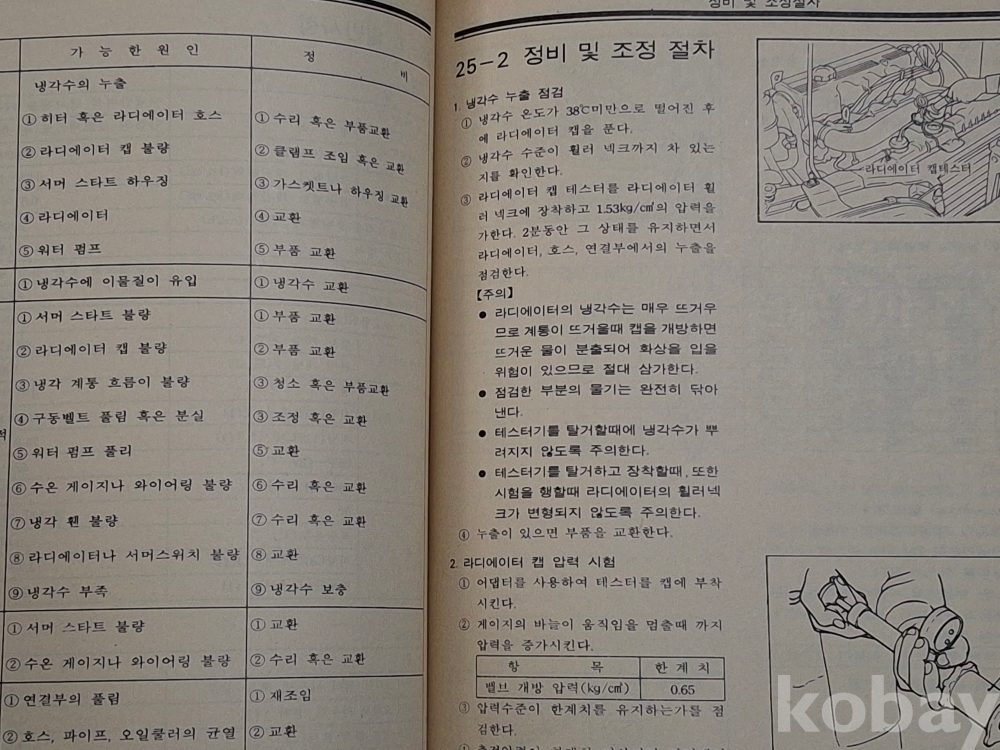 가 능 한 원 인 정 비
냉각수의 누출
①히터 혹은 라디에이터 호스 ①수리 혹은 부품교환
②라디에이터 캡 불량 ②클램프 조임 혹은 교환
③서머 스타트 하우징 ③가스켓트나 하우징 교환
④라디에이터 ④교환
⑤워터 펌프 ⑤부품 교환
①냉각수에 이물질이 유입 ①냉각수 교환
①서머 스타트 불량 ①부품 교환
②라디에이터 캡 불량 ②부품 교환
③냉각 계통 흐름이 불량 ③청소 혹은 부품교환
④구동벨트 풀림 혹은 분실 ③조정 혹은 교환
⑤워터 펌프 풀리 ⑤교환
⑥수온 게이지나 와이어링 불량 ⑥수리 혹은 교환
⑦냉각 휀 불량 ⑦수리 혹은 교환
⑧라디에이터나 서머스위치 불량 ⑧교환
⑨냉각수 부족 ⑨냉각수 보충
①서머 스타트 불량 ①교환
②수온 게이지나 와이어링 불량 ②수리 혹은 교환
①연결부의 풀림 ①재조임
②호스, 파이프, 오일쿨러의 균열 ②교환
정비 및 조정절차
25-2 정비 및 조정 절차
1. 냉각수 누출 점검
① 냉각수 온도가 38℃미만으로 떨어진 후
에 라디에이터 캡을 푼다.
② 냉각수 수준이 휠러 넥크까지 차 있는
지를 확인한다.
③ 라디에이터 캡 테스터를 라디에이터 휠
러 넥크에 장착하고 1.53kg/㎠의 압력을
가한다. 2분동안 그 상태를 유지하면서
라디에이터, 호스, 연결부에서의 누출을
점검한다.
【주의】
● 라디에이터의 냉각수는 매우 뜨거우
므로 계통이 뜨거울때 캡을 개방하면
뜨거운 물이 분출되어 화상을 입을
위험이 있으므로 절대 삼가한다.
● 점검한 부분의 물기는 완전히 닦아
낸다.
● 테스터기를 탈거할때에 냉각수가 뿌
려지지 않도록 주의한다.
● 테스터기를 탈거하고 장착할때, 또한
시험을 행할때 라디에이터의 휠러넥
크가 변형되지 않도록 주의한다.
④ 누출이 있으면 부품을 교환한다.
2. 라디에이터 캡 압력 시험
① 어댑터를 사용하여 테스터를 캡에 부착
시킨다.
② 게이지의 바늘이 움직임을 멈출때 까지
압력을 증가시킨다.
항 목 한 계 치
밸브 개방 압력(kg/㎠) 0.65
③ 압력수준이 한계치를 유지하는가를 점
검한다.
라디에이터 캡테스터
kobay